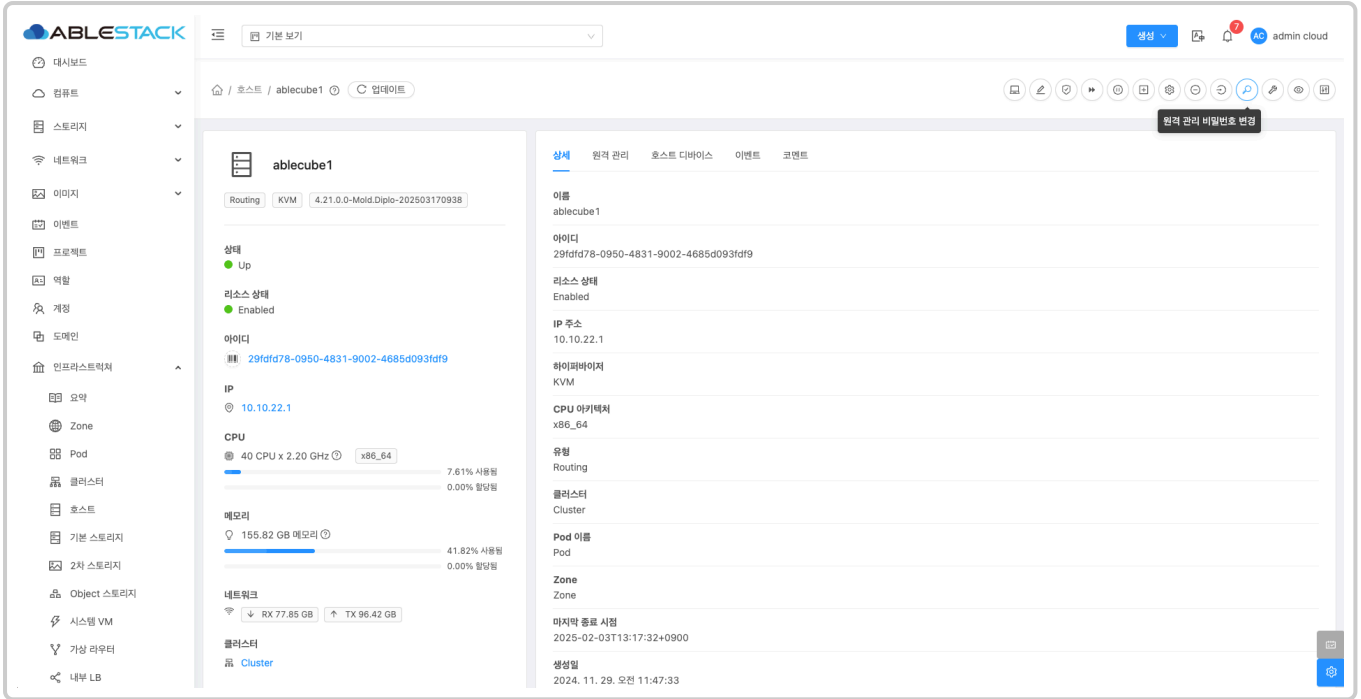 ABLESTACK
기본 보기
생성
7
AC admin cloud
대시보드
컴퓨트
스토리지
네트워크
이미지
이벤트
프로젝트
역할
계정
도메인
인프라스트럭쳐
요약
Zone
Pod
클러스터
호스트
기본 스토리지
2차 스토리지
Object 스토리지
시스템 VM
가상 라우터
내부 LB
/ 호스트 / ablecube1 업데이트
원격 관리 비밀번호 변경
ablecube1
Routing KVM 4.21.0.0-Mold.Diplo-202503170938
상태
Up
리소스 상태
Enabled
아이디
29fdfd78-0950-4831-9002-4685d093fdf9
IP
10.10.22.1
CPU
40 CPU x 2.20 GHz x86_64
7.61% 사용됨
0.00% 할당됨
메모리
155.82 GB 메모리
41.82% 사용됨
0.00% 할당됨
네트워크
RX 77.85 GB TX 96.42 GB
클러스터
Cluster
상세 원격 관리 호스트 디바이스 이벤트 코멘트
이름
ablecube1
아이디
29fdfd78-0950-4831-9002-4685d093fdf9
리소스 상태
Enabled
IP 주소
10.10.22.1
하이퍼바이저
KVM
CPU 아키텍처
x86_64
유형
Routing
클러스터
Cluster
Pod 이름
Pod
Zone
Zone
마지막 종료 시점
2025-02-03T13:17:32+0900
생성일
2024. 11. 29. 오전 11:47:33